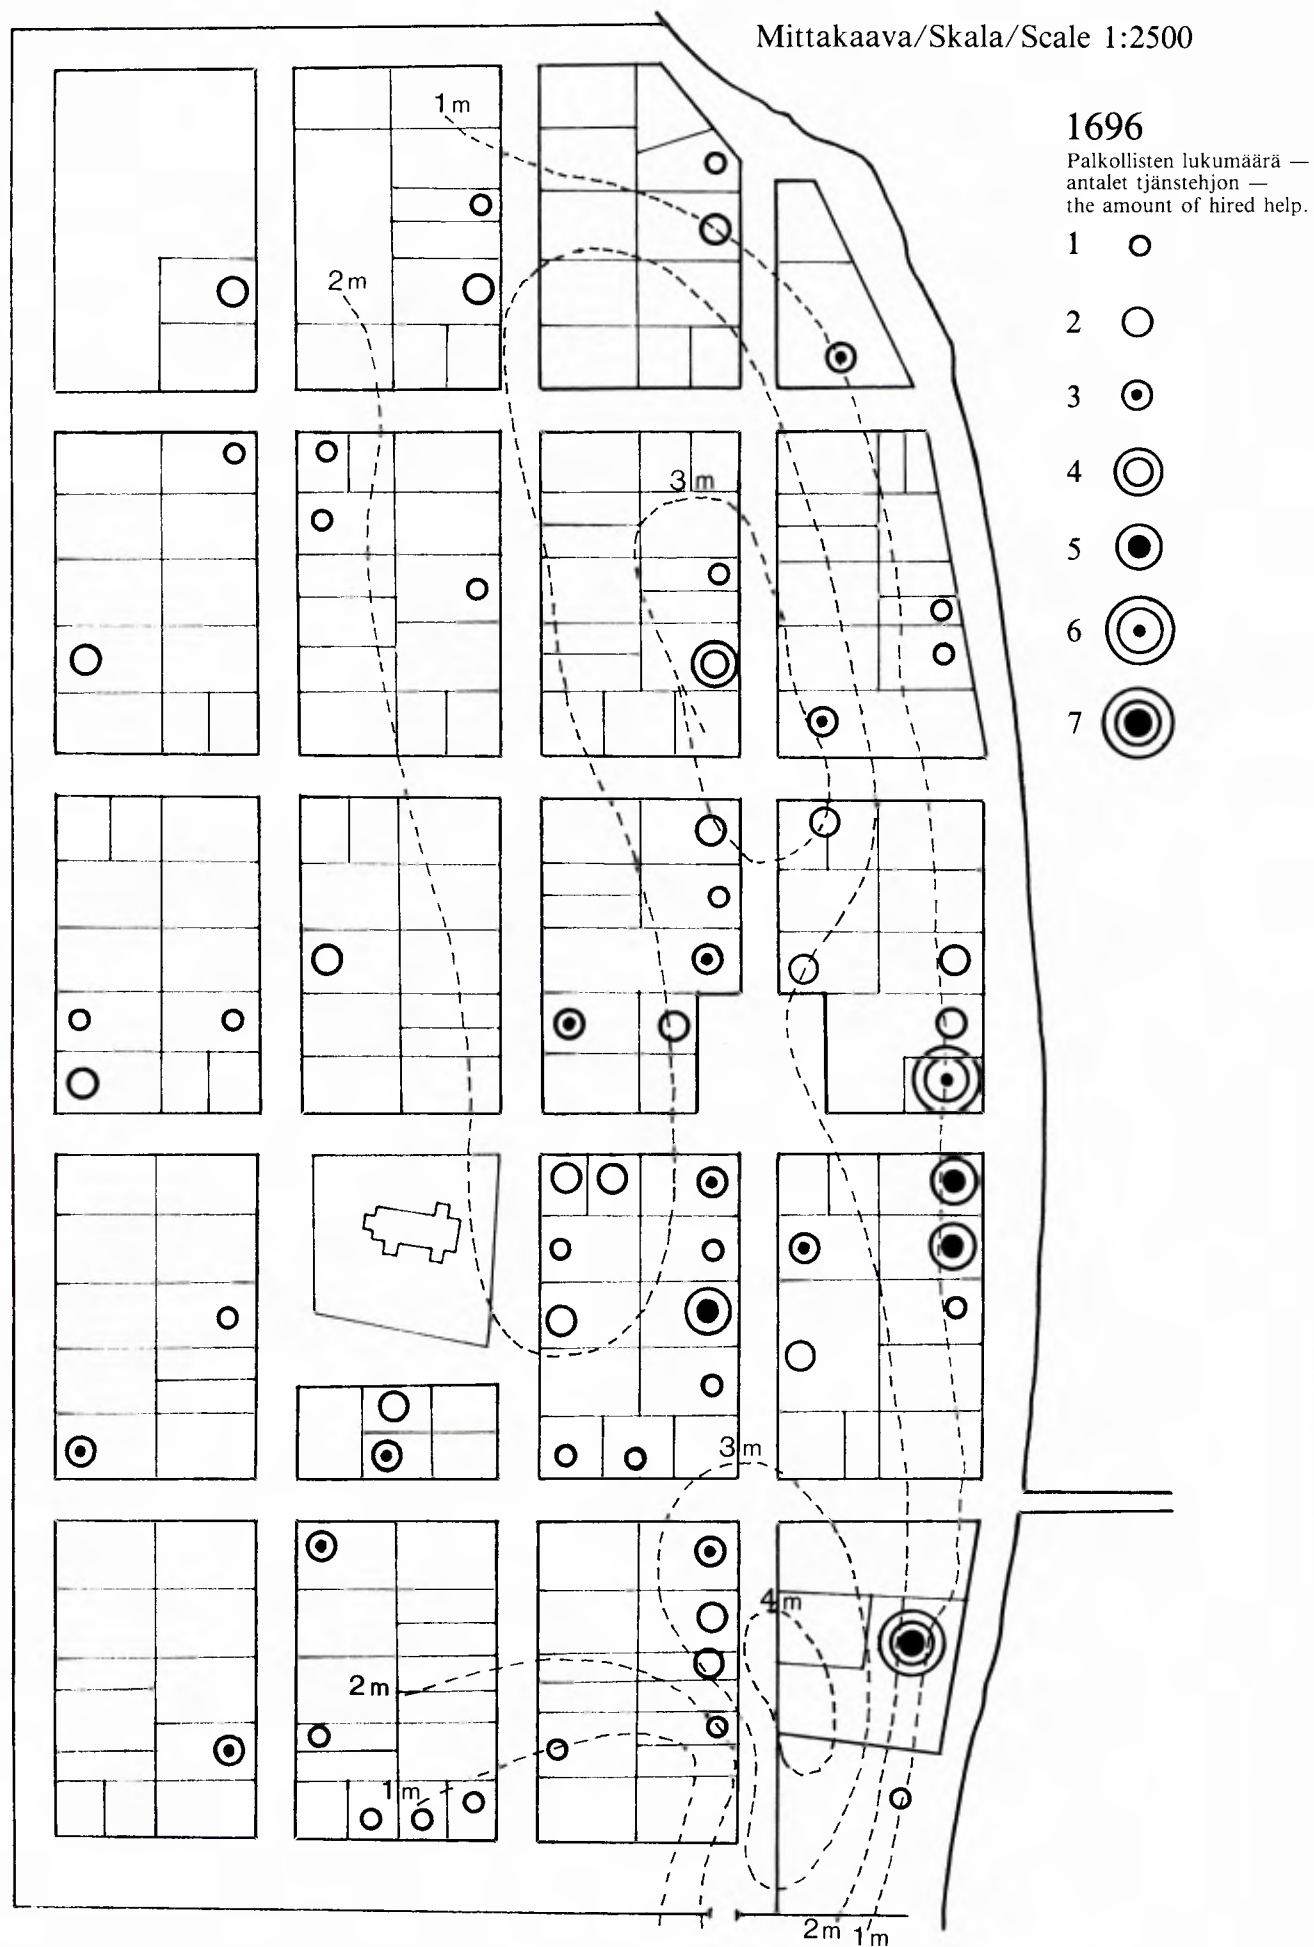 Mittakaava/Skala/Scale 1:2500
1696
Palkollisten lukumäärä —
antalet tjänstehjon —
the amount of hired help.
1
2
3
4
5
6
7
1m
2m
3m
3m
4m
2m
1m
2m 1m